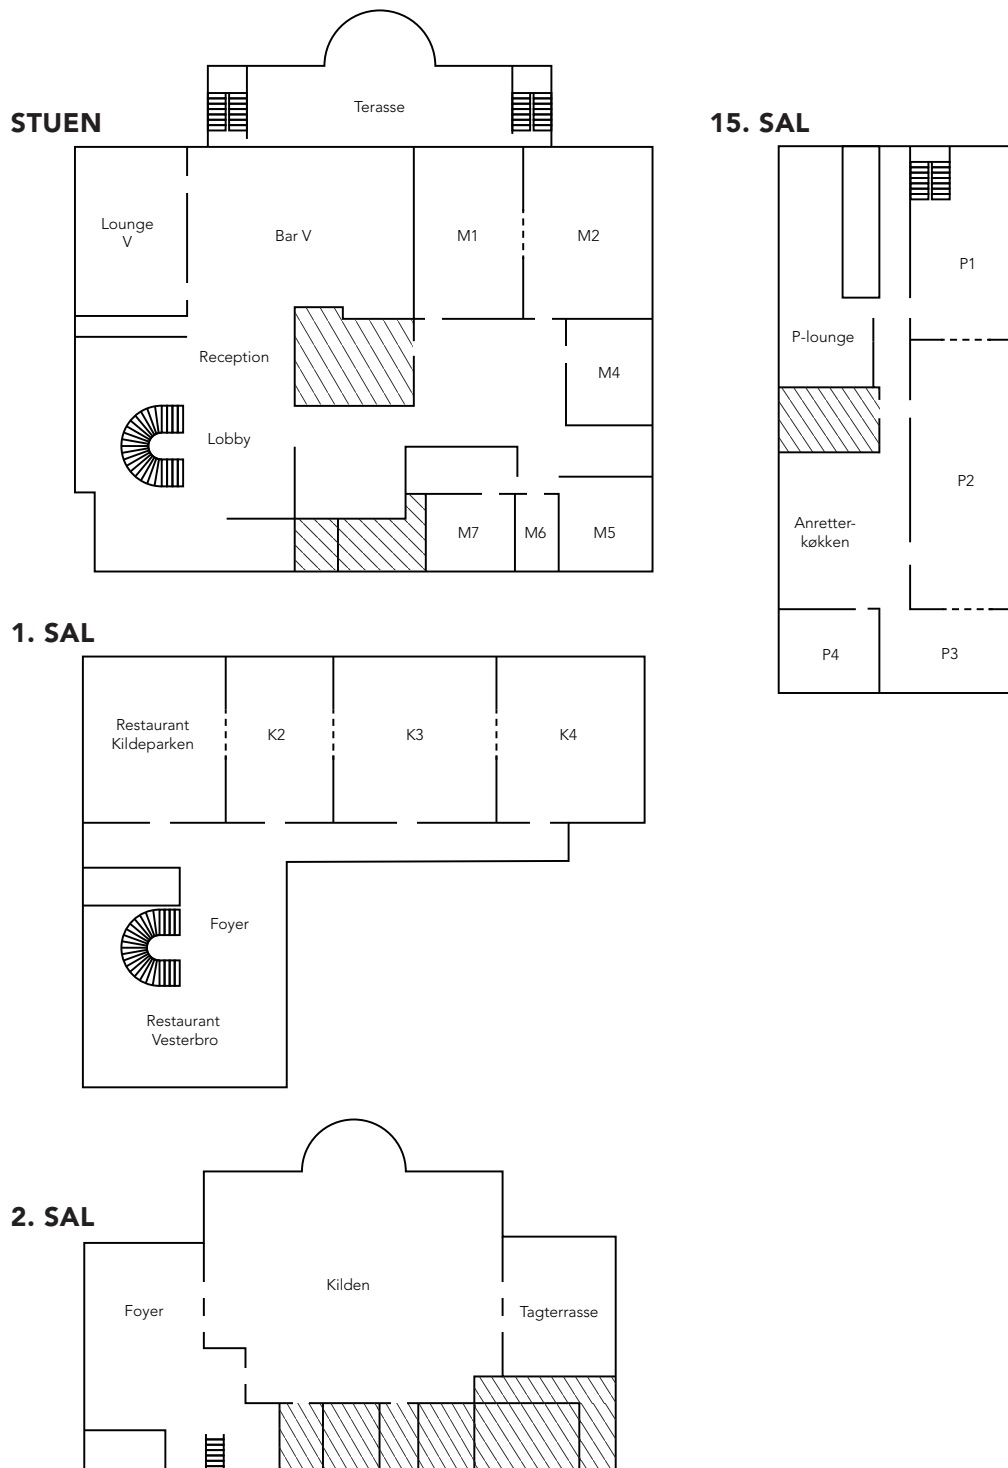 STUEN
Terasse
Lounge
V
Bar V
M1
M2
Reception
M4
Lobby
M7
M6
M5
15. SAL
P1
P-lounge
P2
Anretter-
køkken
P4
P3
1. SAL
Restaurant
Kildeparken
K2
K3
K4
Foyer
Restaurant
Vesterbro
2. SAL
Kilden
Foyer
Tagterrasse